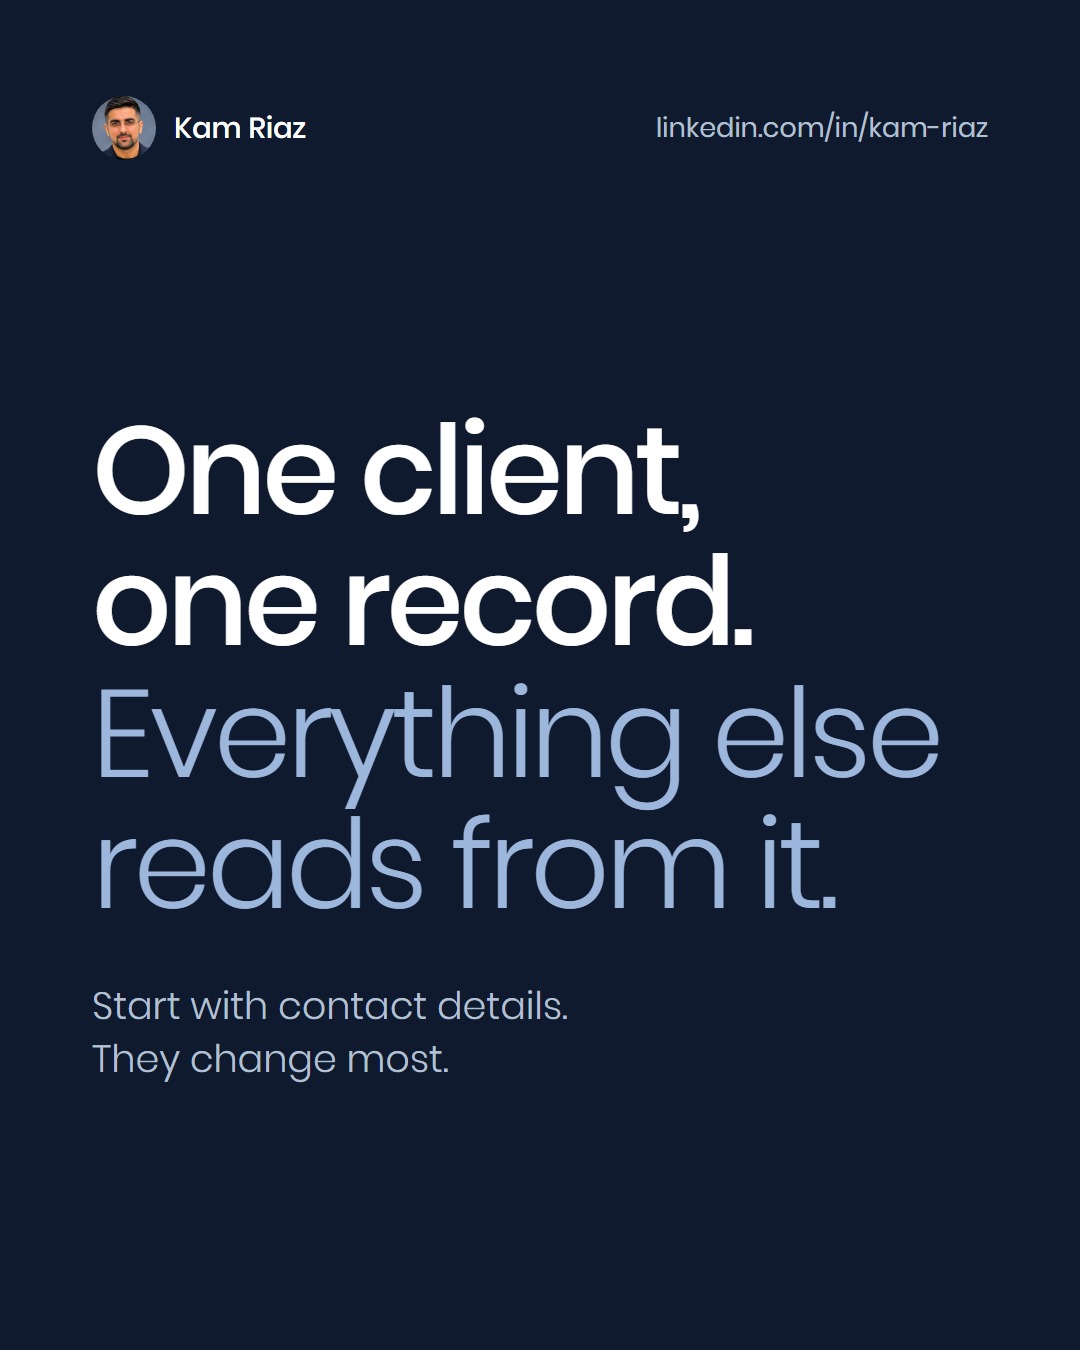 Kam Riaz
linkedin.com/in/kam-riaz
One client,
one record.
Everything else
reads from it.
Start with contact details.
They change most.